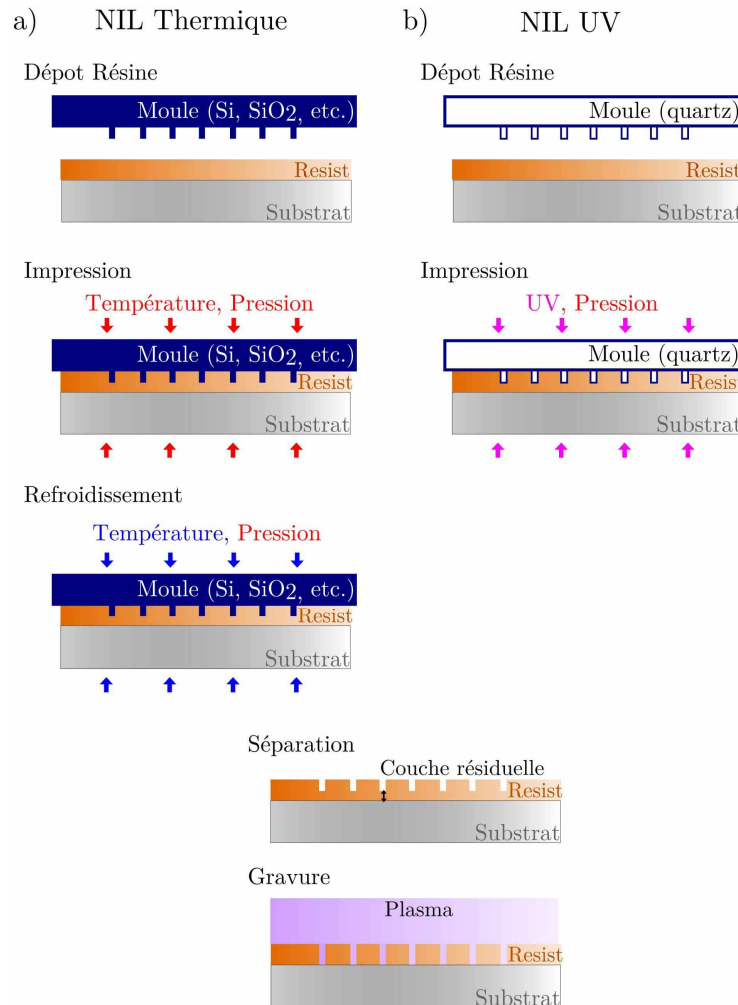 a) NIL Thermique
b) NIL UV
Dépot Résine
Moule (Si, SiO2, etc.)
Resist
Substrat
Dépot Résine
Moule (quartz)
Resist
Substrat
Impression
Température, Pression
Moule (Si, SiO2, etc.)
Resist
Substrat
Impression
UV, Pression
Moule (quartz)
Resist
Substrat
Refroidissement
Température, Pression
Moule (Si, SiO2, etc.)
Resist
Substrat
Séparation
Couche résiduelle
Resist
Substrat
Gravure
Plasma
Resist
Substrat